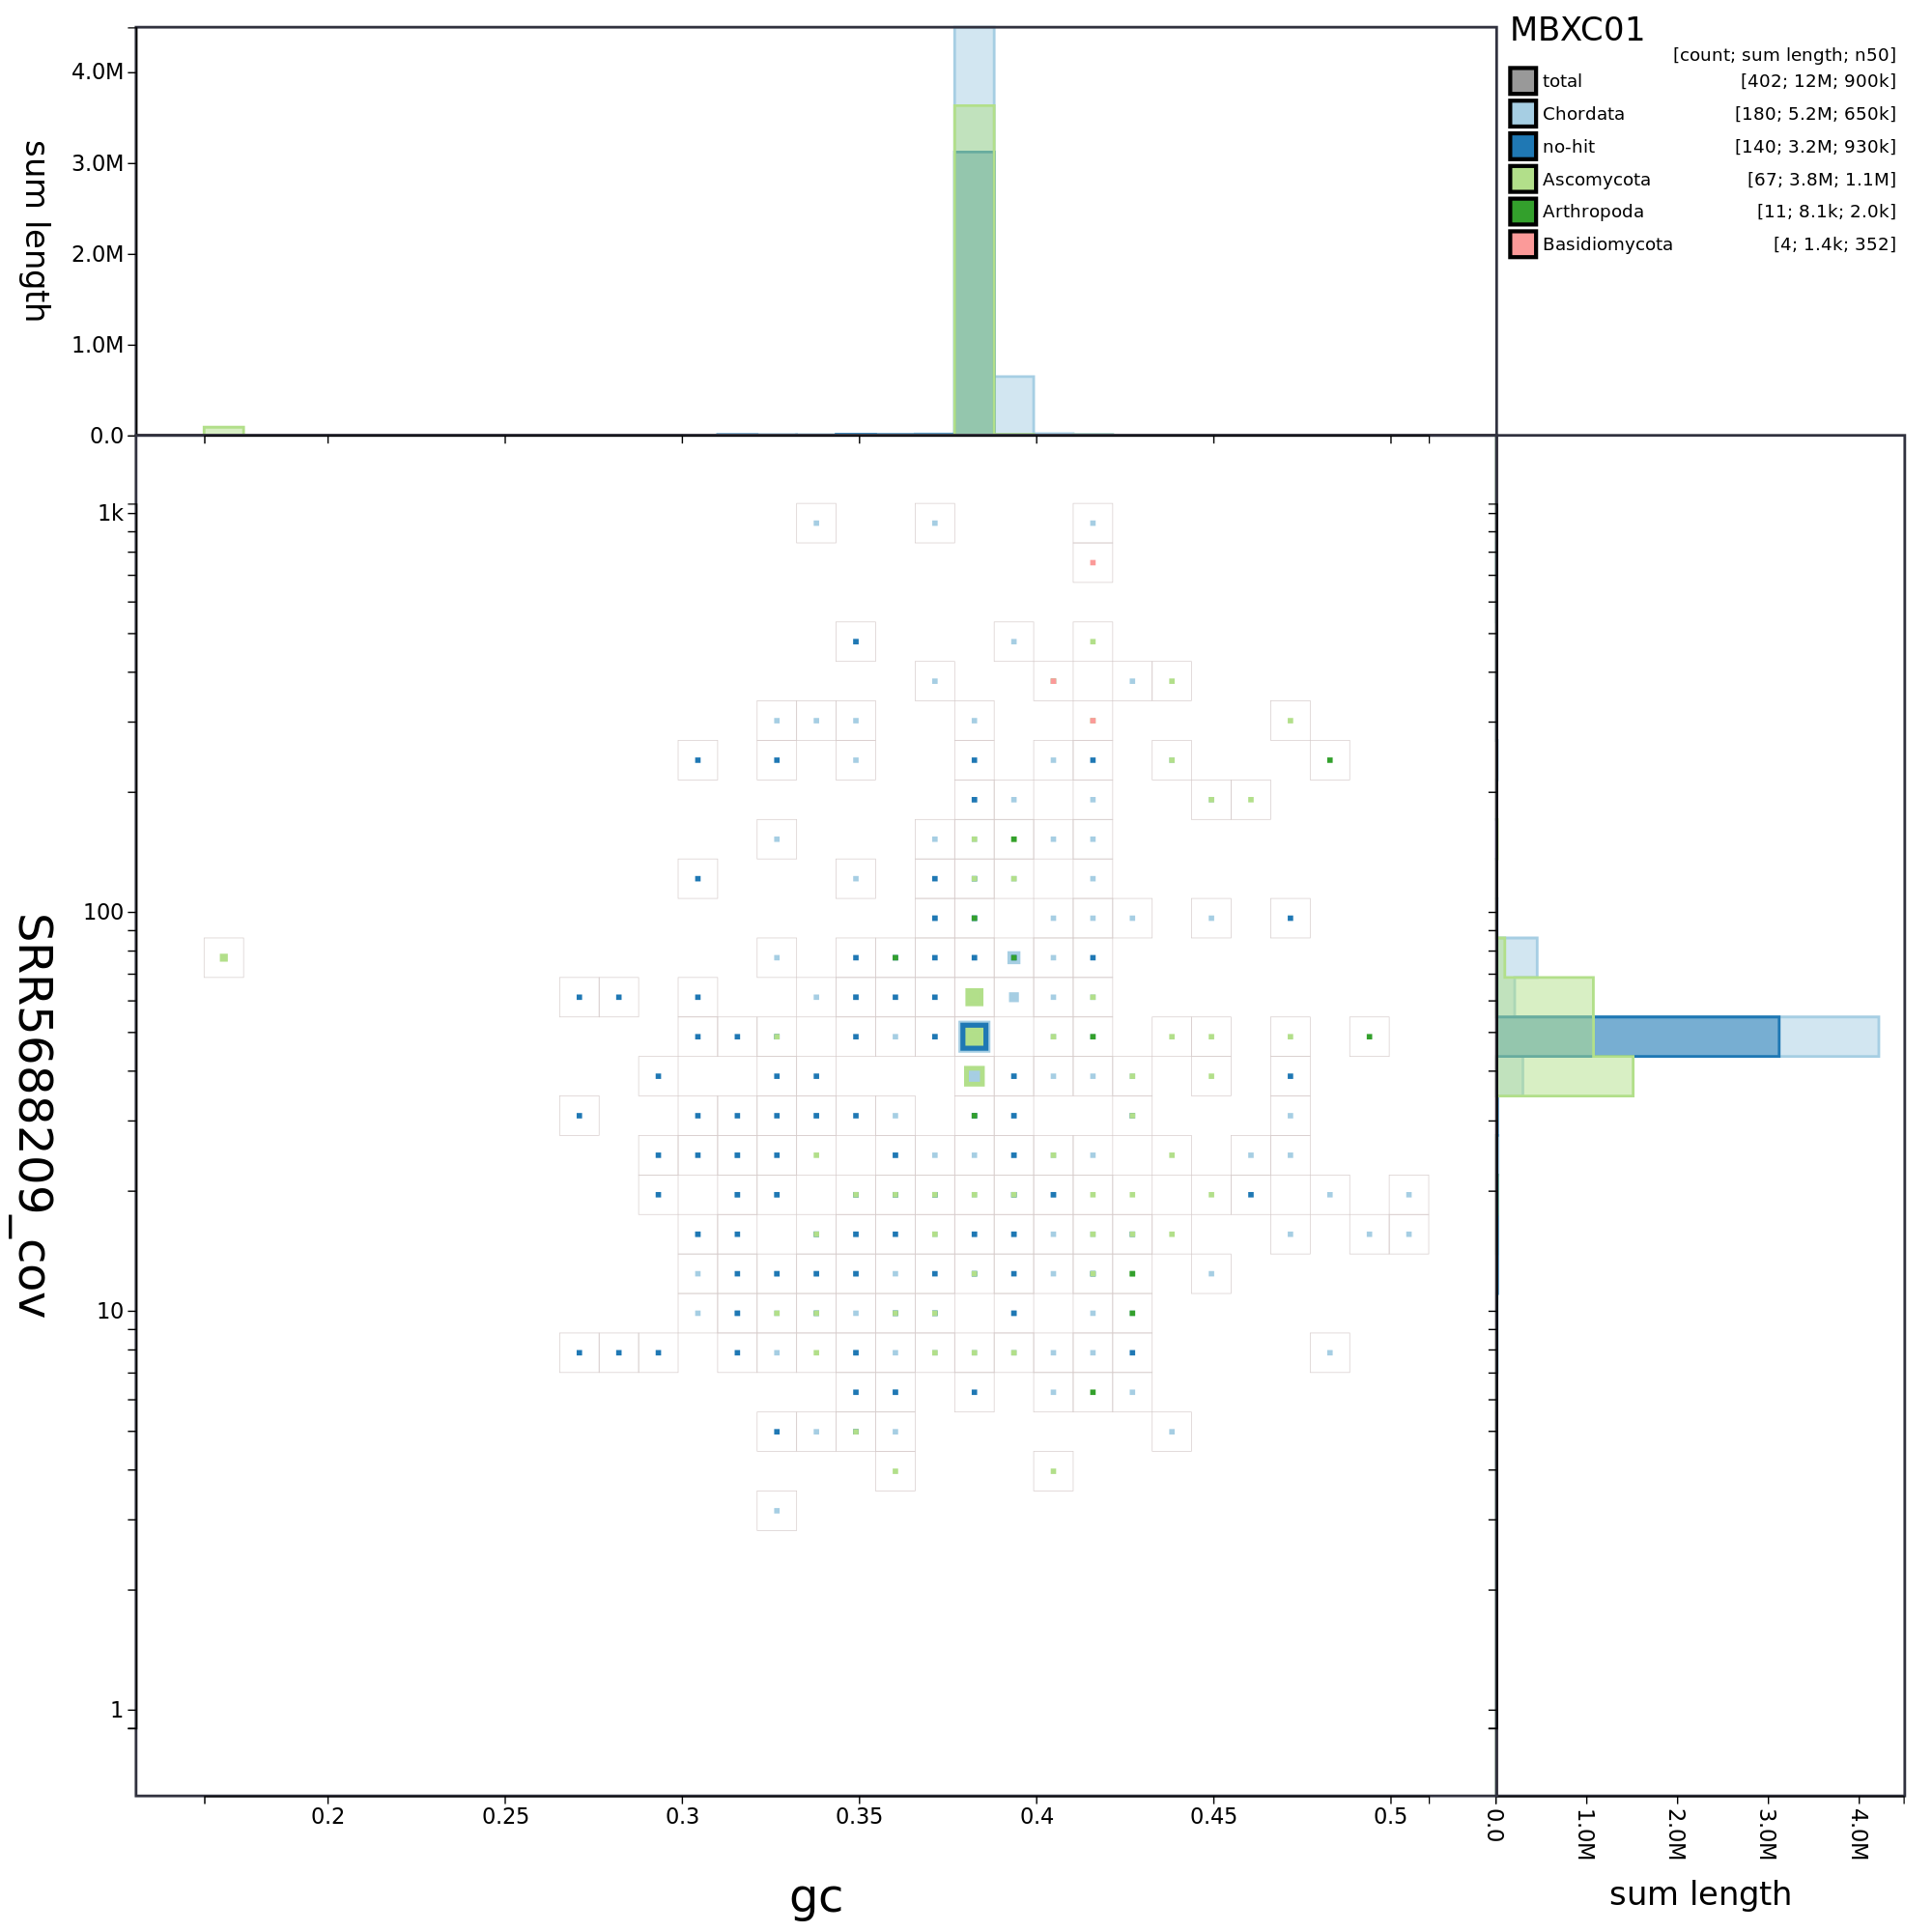 MBXC01
[count; sum length; n50]
total [402; 12M; 900k]
Chordata [180; 5.2M; 650k]
no-hit [140; 3.2M; 930k]
Ascomycota [67; 3.8M; 1.1M]
Arthropoda [11; 8.1k; 2.0k]
Basidiomycota [4; 1.4k; 352]
sum length
4.0M
3.0M
2.0M
1.0M
0.0
SRR5688209_cov
1k
100
10
1
0.2 0.25 0.3 0.35 0.4 0.45 0.5
gc
0.0 1.0M 2.0M 3.0M 4.0M
sum length